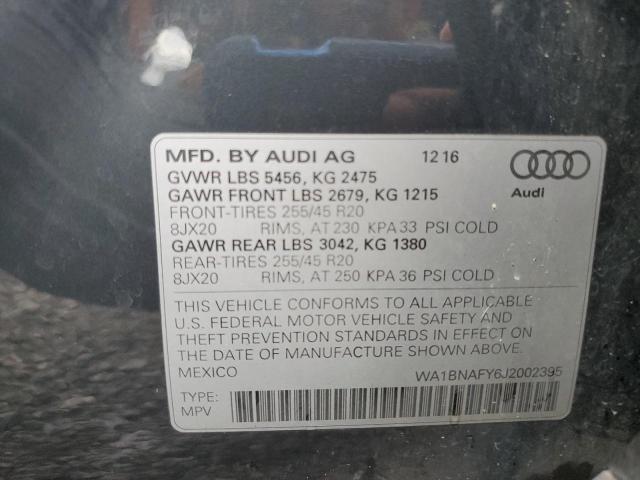 MFD. BY AUDI AG 12 16
GVWR LBS 5456, KG 2475
GAWR FRONT LBS 2679, KG 1215
Audi
FRONT-TIRES 255/45 R20
8JX20 RIMS, AT 230 KPA 33 PSI COLD
GAWR REAR LBS 3042, KG 1380
REAR-TIRES 255/45 R20
8JX20 RIMS, AT 250 KPA 36 PSI COLD
THIS VEHICLE CONFORMS TO ALL APPLICABLE
U.S. FEDERAL MOTOR VEHICLE SAFETY AND
THEFT PREVENTION STANDARDS IN EFFECT ON
THE DATE OF MANUFACTURE SHOWN ABOVE.
MEXICO WA1BNAFY6J2002395
TYPE:
MPV